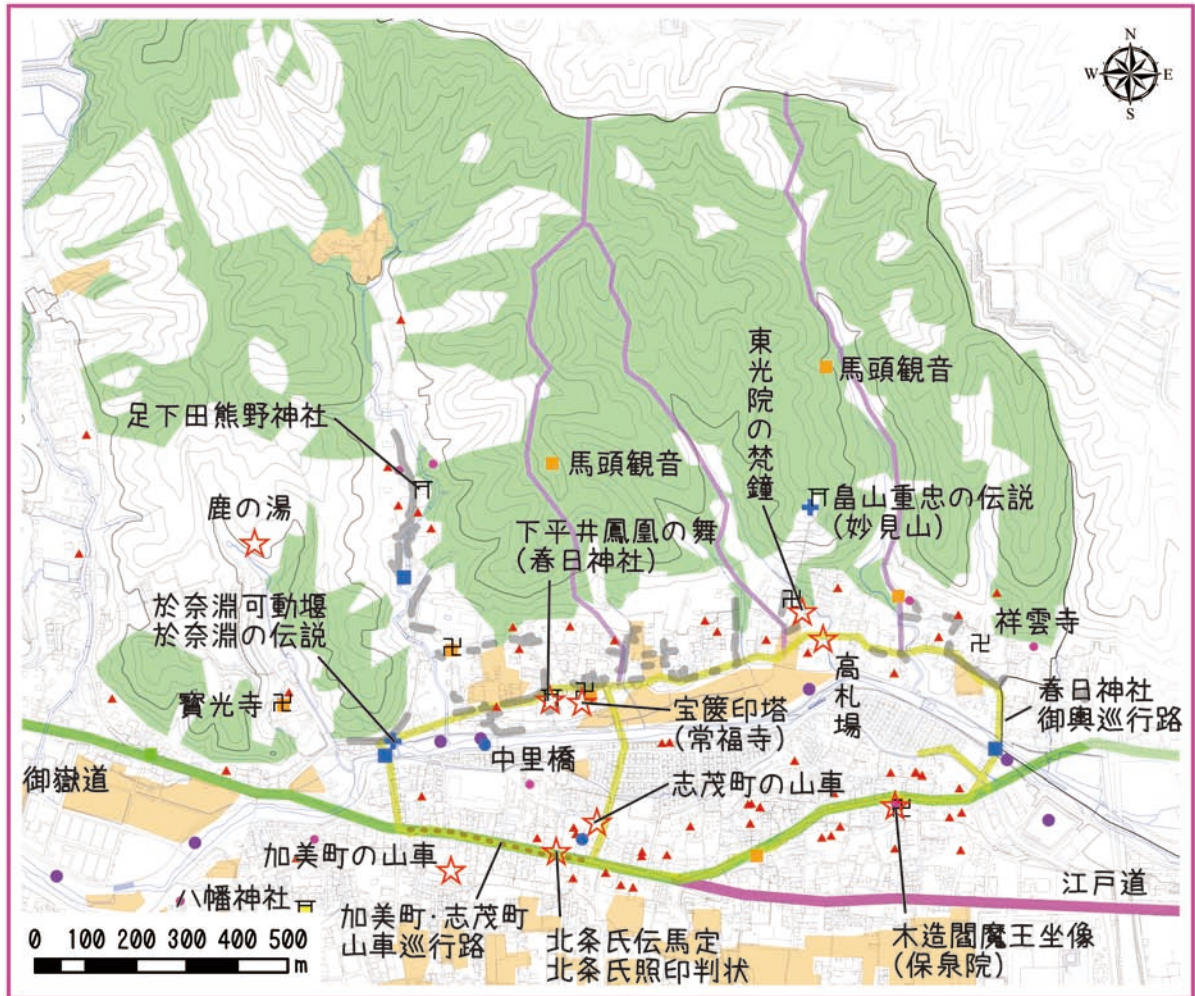 N
W E
S
東光院の梵鐘
馬頭観音
足下田熊野神社
馬頭観音
鹿の湯
下平井鳳凰の舞
(春日神社)
畠山重忠の伝説
(妙見山)
於奈淵可動堰
於奈淵の伝説
祥雲寺
高札場
寳光寺
宝篋印塔
(常福寺)
春日神社
御輿巡行路
中里橋
御嶽道
志茂町の山車
加美町の山車
江戸道
八幡神社
加美町・志茂町
山車巡行路
北条氏伝馬定
北条氏照印判状
木造閻魔王坐像
(保泉院)
0 100 200 300 400 500
m